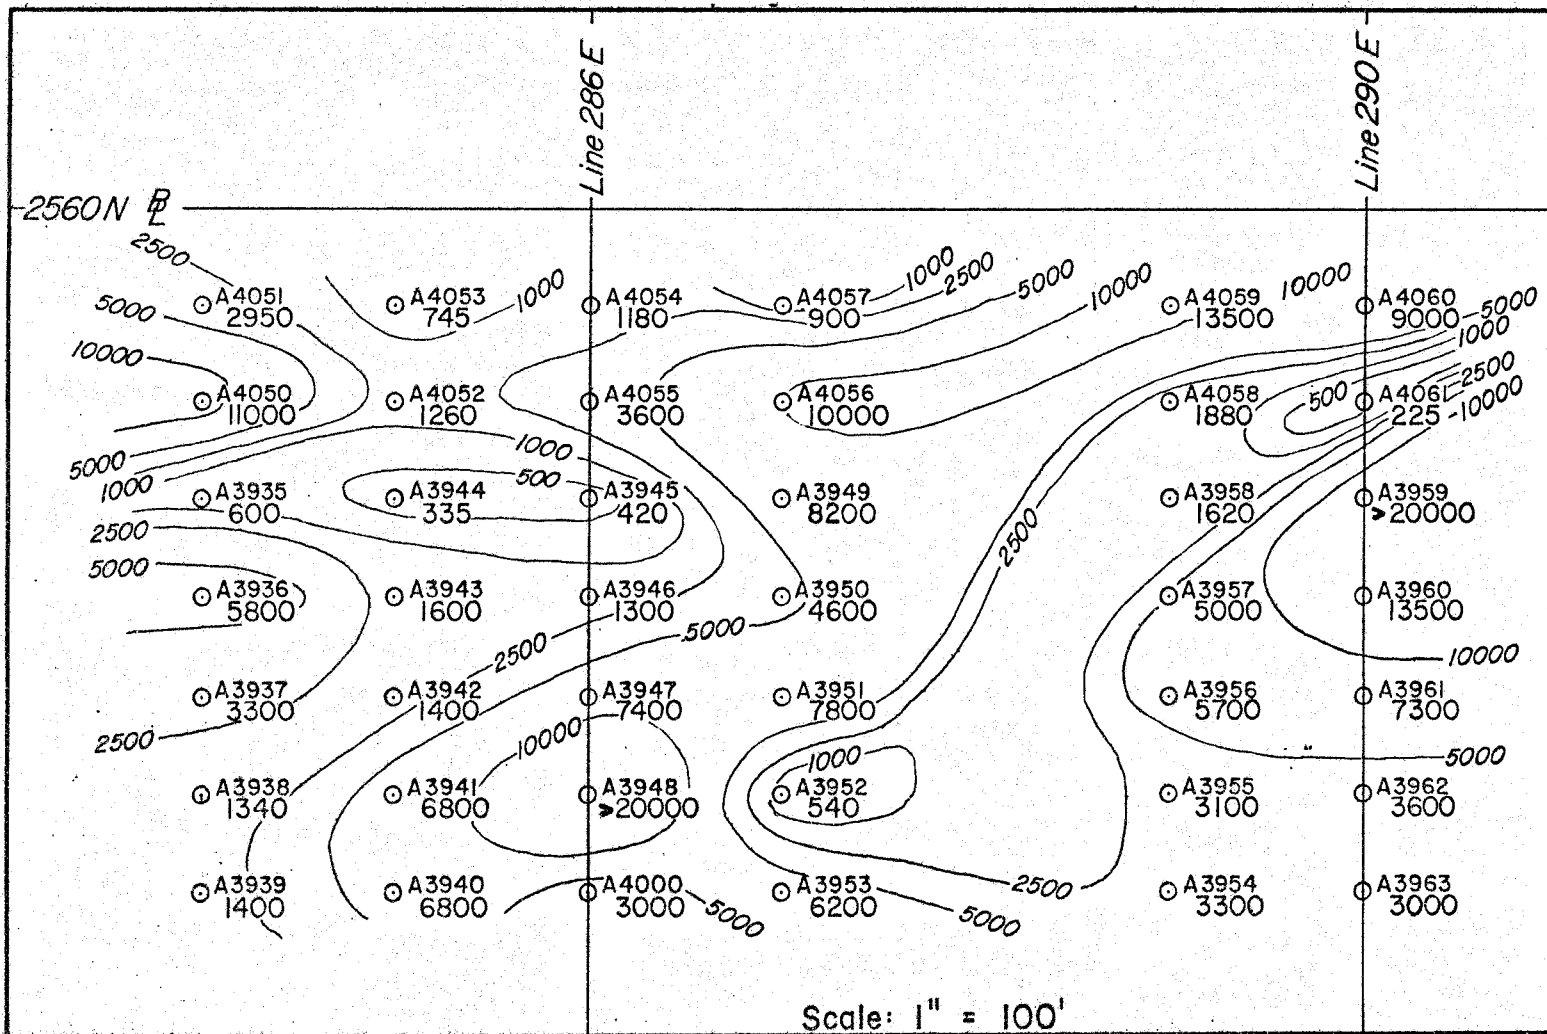 Line 286 E
Line 290 E
2560 N BL
2500
A4051
2950
A4053
745
1000
A4054
1180
A4057
900
1000
2500
5000
10000
A4059
13500
10000
A4060
9000
5000
1000
5000
10000
A4050
11000
A4052
1260
A4055
3600
A4056
10000
A4058
1880
500
A4061
225
2500
10000
5000
1000
1000
500
A3935
600
A3944
335
A3945
420
A3949
8200
2500
A3958
1620
A3959
>20000
2500
5000
A3936
5800
A3943
1600
A3946
1300
A3950
4600
A3957
5000
A3960
13500
5000
2500
10000
A3937
3300
A3942
1400
A3947
7400
A3951
7800
A3956
5700
A3961
7300
2500
10000
1000
5000
A3938
1340
A3941
6800
A3948
>20000
A3952
540
A3955
3100
A3962
3600
A3939
1400
A3940
6800
A4000
3000
5000
A3953
6200
5000
2500
A3954
3300
A3963
3000
Scale: 1" = 100'